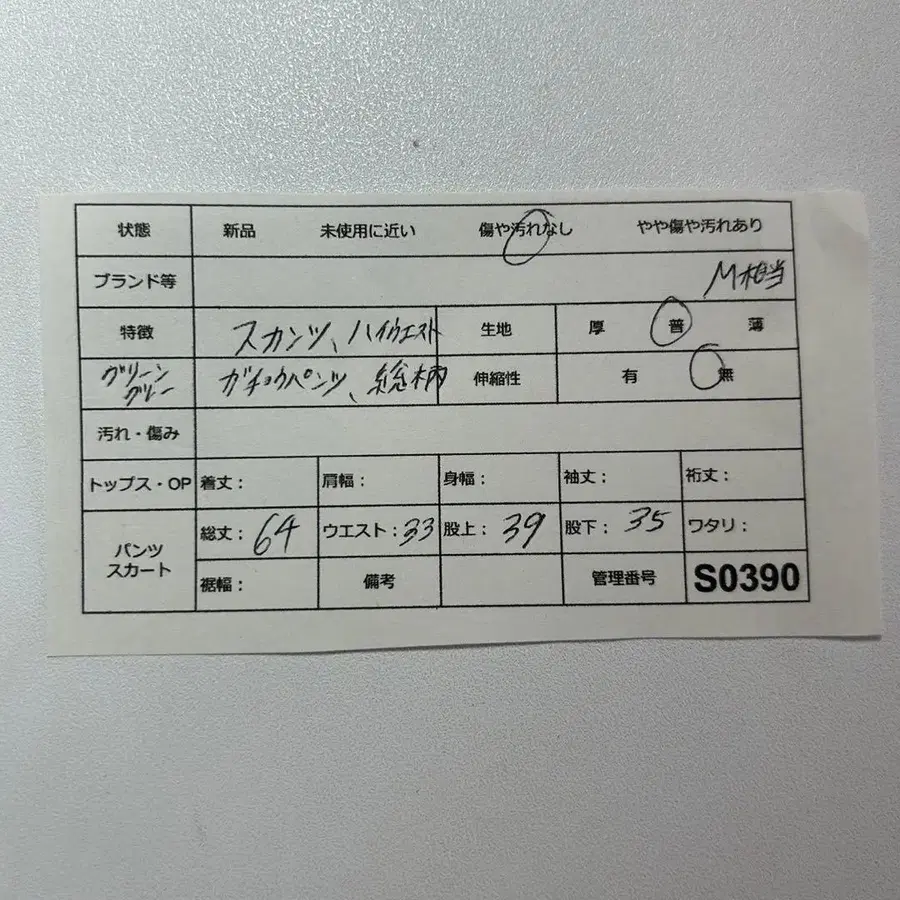 状態 新品 未使用に近い 傷や汚れなし やや傷や汚れあり
ブランド等 M相当
特徴 スカンツ、ハイウエスト 生地 厚 普 薄
グリーン グレー ガチョウパンツ、総柄 伸縮性 有 無
汚れ・傷み
トップス・OP 着丈： 肩幅： 身幅： 袖丈： 裄丈：
パンツ スカート 総丈：64 ウエスト：33 股上：39 股下：35 ワタリ：
裾幅： 備考 管理番号 S0390